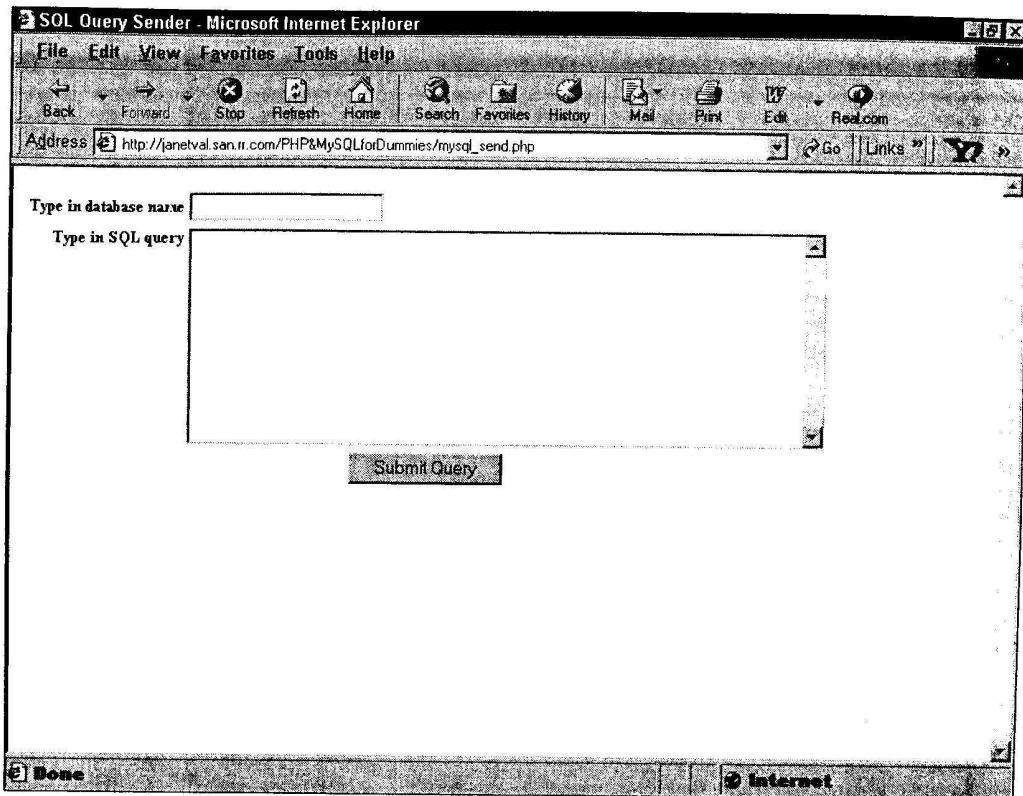 SQL Query Sender - Microsoft Internet Explorer
File Edit View Favorites Tools Help
Back Forward Stop Refresh Home Search Favorites History Mail Print Edit Real.com
Address http://janetval.san.rr.com/PHP&MySQLforDummies/mysql_send.php Go Links »
Type in database name
Type in SQL query
Submit Query
Done Internet